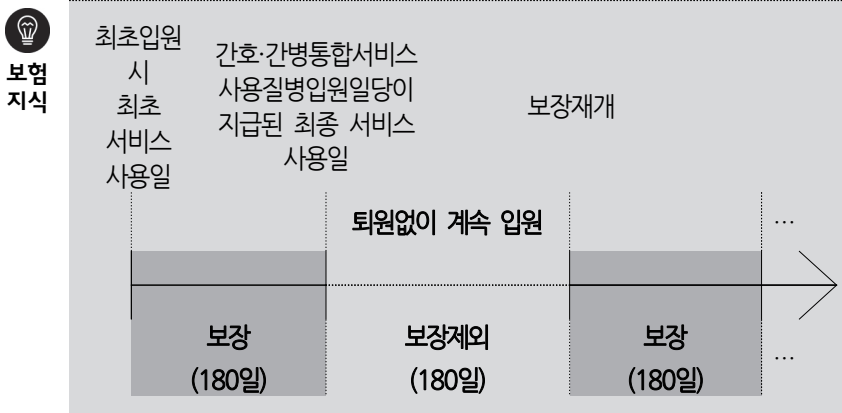 보험
지식
최초입원
시
최초
서비스
사용일
간호·간병통합서비스
사용질병입원일당이
지급된 최종 서비스
사용일
보장재개
퇴원없이 계속 입원
…
보장
(180일)
보장제외
(180일)
보장
(180일)
…